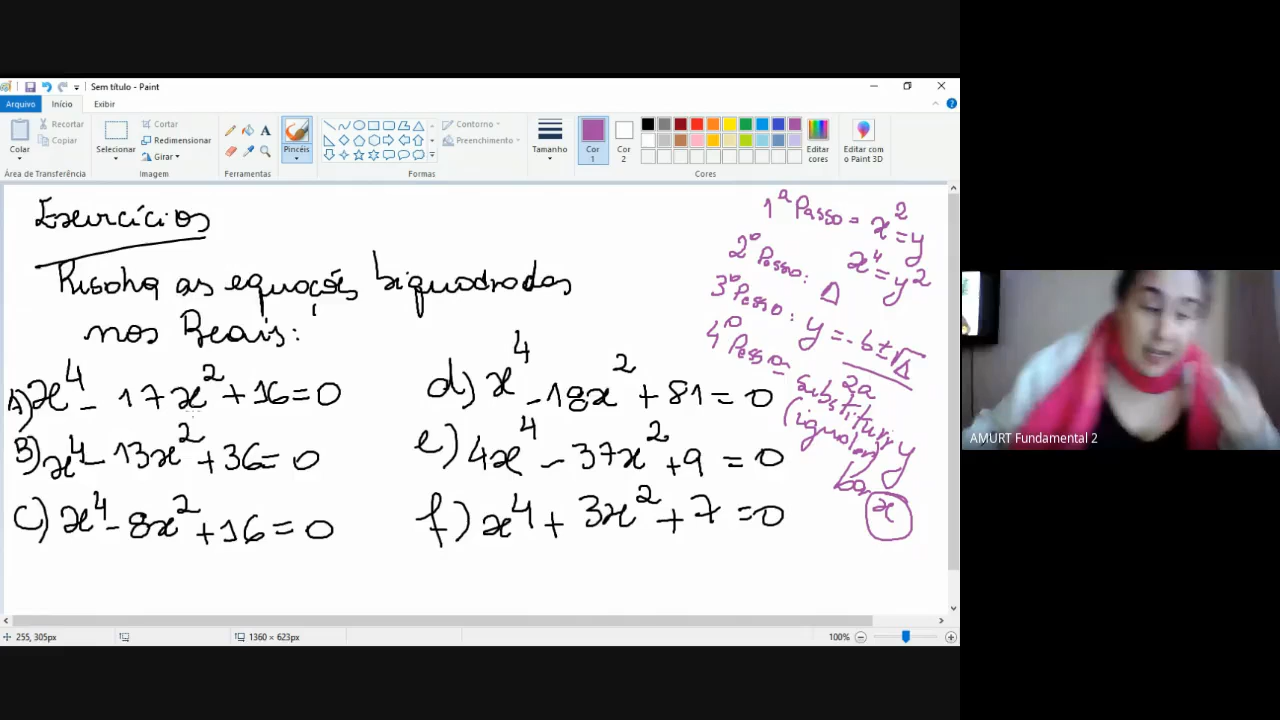 Sem título - Paint
Arquivo Início Exibir
Colar
Recortar
Copiar
Área de Transferência
Selecionar
Cortar
Redimensionar
Girar
Imagem
A
Ferramentas
Pincéis
Contorno
Preenchimento
Formas
Tamanho
Cor 1
Cor 2
Editar cores
Editar com o Paint 3D
Cores
Exercícios
Resolva as equações biquadradas
nos Reais:
A) x⁴ - 17x² + 16 = 0
B) x⁴ - 13x² + 36 = 0
C) x⁴ - 8x² + 16 = 0
d) x⁴ - 18x² + 81 = 0
e) 4x⁴ - 37x² + 9 = 0
f) x⁴ + 3x² + 7 = 0
1º Passo = x² = y
x⁴ = y²
2º Passo: Δ
3º Passo: y = -b ± √Δ
2a
4º Passo
substituir y
(igualar)
x
AMURT Fundamental 2
255, 305px
1360 × 623px
100%